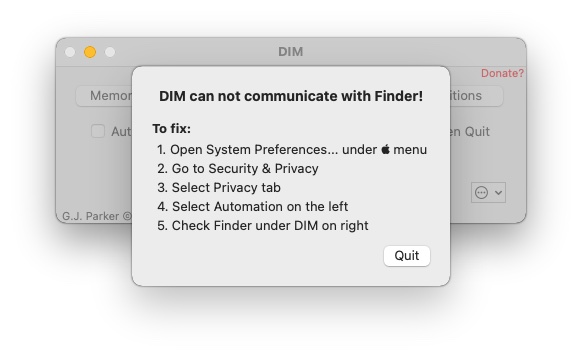 DIM
Donate?
DIM can not communicate with Finder!
To fix:
1. Open System Preferences... under  menu
2. Go to Security & Privacy
3. Select Privacy tab
4. Select Automation on the left
5. Check Finder under DIM on right
Quit
Memor
itions
Aut
en Quit
G.J. Parker ©